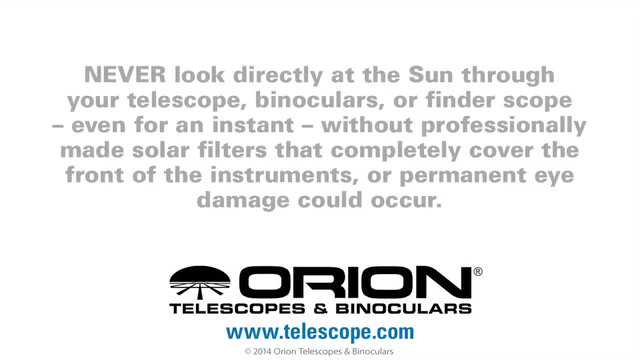 NEVER look directly at the Sun through
your telescope, binoculars, or finder scope
– even for an instant – without professionally
made solar filters that completely cover the
front of the instruments, or permanent eye
damage could occur.
ORION®
TELESCOPES & BINOCULARS
www.telescope.com
© 2014 Orion Telescopes & Binoculars